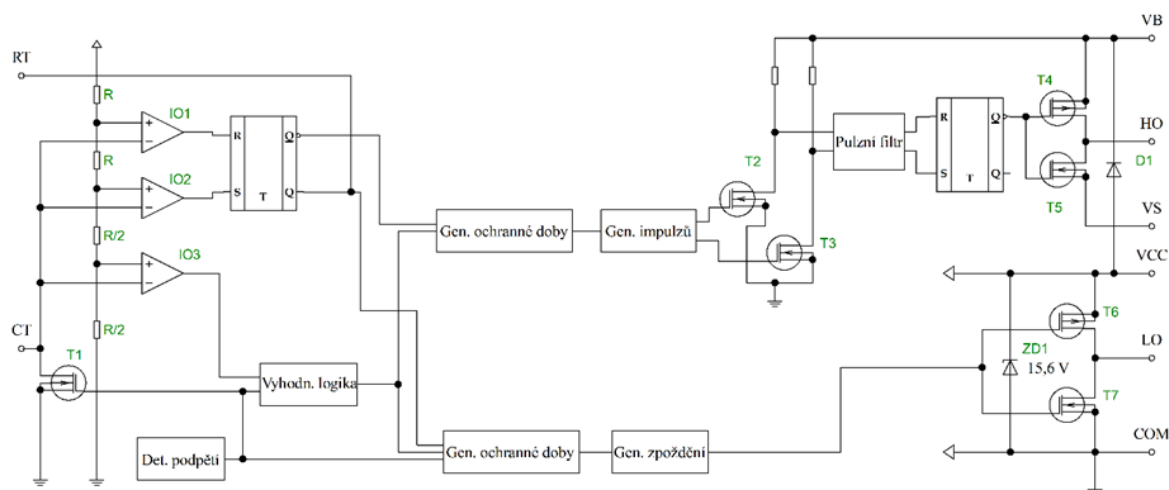 VB
RT
R
IO1
R
Q
T4
R
Q
HO
R
IO2
Pulzní filtr
T2
D1
S
T
Q
S
T
Q
T5
VS
R/2
IO3
Gen. ochranné doby
Gen. impulzů
T3
VCC
CT
R/2
T6
T1
Vyhodn. logika
ZD1
LO
15,6 V
T7
Det. podpětí
Gen. ochranné doby
Gen. zpoždění
COM